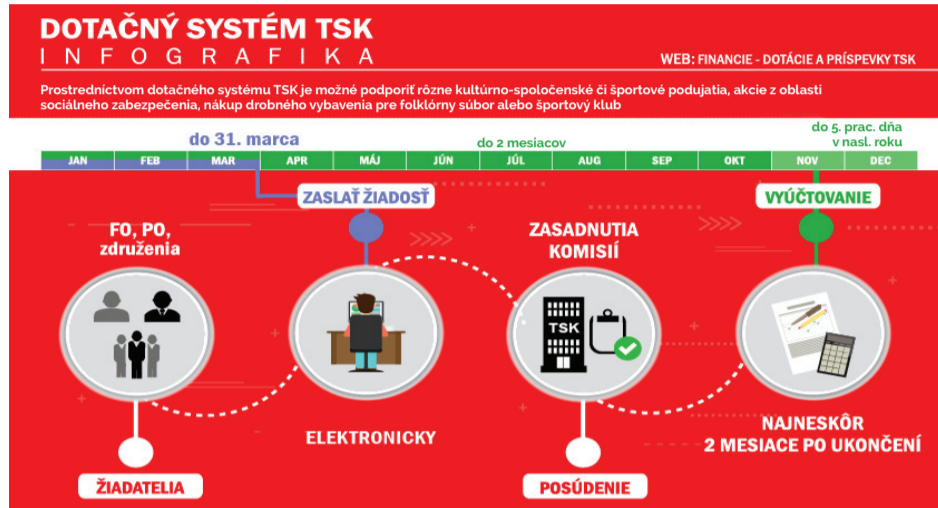 DOTAČNÝ SYSTÉM TSK
INFOGRAFIKA
WEB: FINANCIE - DOTÁCIE A PRÍSPEVKY TSK
Prostredníctvom dotačného systému TSK je možné podporiť rôzne kultúrno-spoločenské či športové podujatia, akcie z oblasti
sociálneho zabezpečenia, nákup drobného vybavenia pre folklórny súbor alebo športový klub
do 31. marca
do 2 mesiacov
do 5. prac. dňa
v nasl. roku
JAN FEB MAR APR MÁJ JÚN JÚL AUG SEP OKT NOV DEC
ZASLAŤ ŽIADOSŤ
VYÚČTOVANIE
FO, PO,
združenia
ZASADNUTIA
KOMISIÍ
TSK
ELEKTRONICKY
NAJNESKÔR
2 MESIACE PO UKONČENÍ
ŽIADATELIA
POSÚDENIE